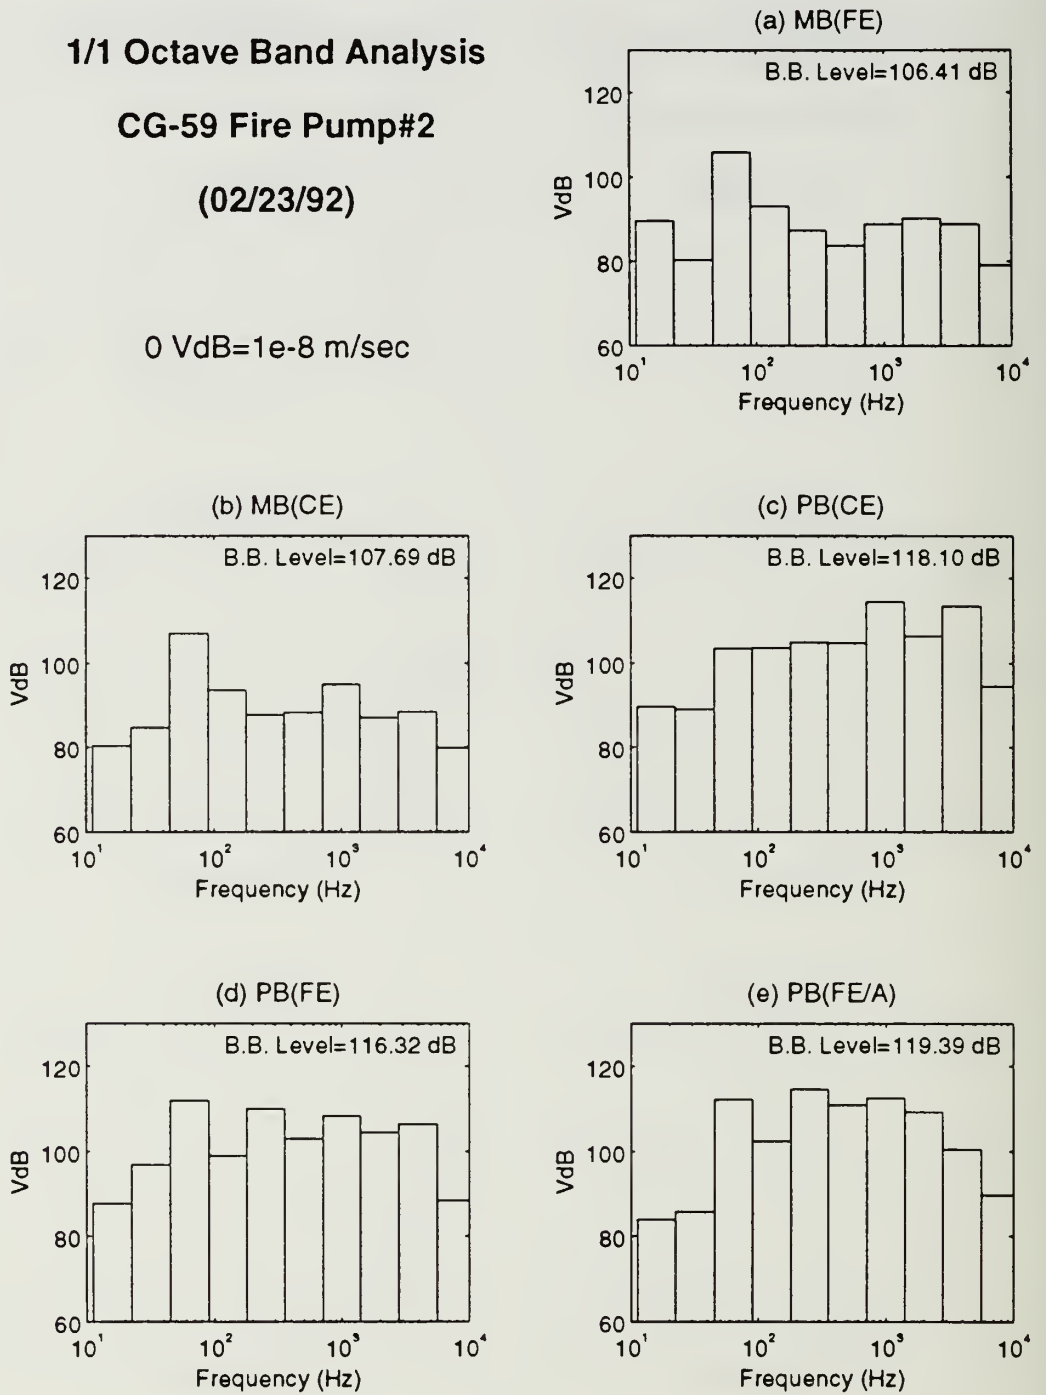 1/1 Octave Band Analysis
CG-59 Fire Pump#2
(02/23/92)
0 VdB=1e-8 m/sec
(a) MB(FE)
B.B. Level=106.41 dB
120
100
80
60
VdB
10¹ 10² 10³ 10⁴
Frequency (Hz)
(b) MB(CE)
B.B. Level=107.69 dB
120
100
80
60
VdB
10¹ 10² 10³ 10⁴
Frequency (Hz)
(c) PB(CE)
B.B. Level=118.10 dB
120
100
80
60
VdB
10¹ 10² 10³ 10⁴
Frequency (Hz)
(d) PB(FE)
B.B. Level=116.32 dB
120
100
80
60
VdB
10¹ 10² 10³ 10⁴
Frequency (Hz)
(e) PB(FE/A)
B.B. Level=119.39 dB
120
100
80
60
VdB
10¹ 10² 10³ 10⁴
Frequency (Hz)